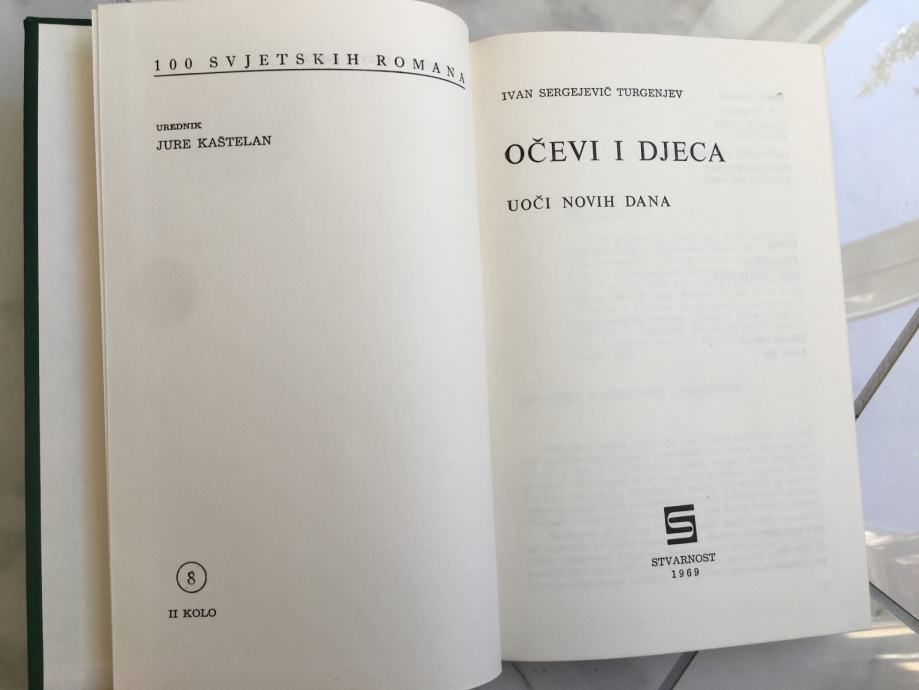 100 SVJETSKIH ROMANA
UREDNIK
JURE KAŠTELAN
8
II KOLO
IVAN SERGEJEVIČ TURGENJEV
OČEVI I DJECA
UOČI NOVIH DANA
STVARNOST
1969